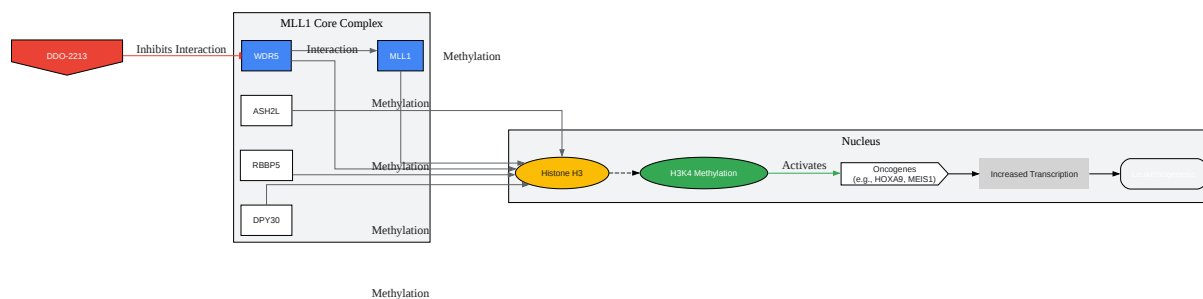 MLL1 Core Complex
DDO-2213
Inhibits Interaction
WDR5
Interaction
MLL1
Methylation
ASH2L
Methylation
Nucleus
RBBP5
Methylation
Histone H3
H3K4 Methylation
Activates
Oncogenes
(e.g., HOXA9, MEIS1)
Increased Transcription
DPY30
Methylation
Methylation